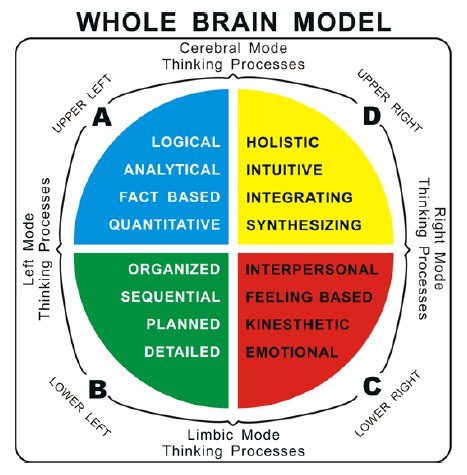 WHOLE BRAIN MODEL
Cerebral Mode
Thinking Processes
UPPER LEFT
UPPER RIGHT
A
D
LOGICAL
ANALYTICAL
FACT BASED
QUANTITATIVE
HOLISTIC
INTUITIVE
INTEGRATING
SYNTHESIZING
Left Mode
Thinking Processes
Right Mode
Thinking Processes
ORGANIZED
SEQUENTIAL
PLANNED
DETAILED
INTERPERSONAL
FEELING BASED
KINESTHETIC
EMOTIONAL
B
C
LOWER LEFT
LOWER RIGHT
Limbic Mode
Thinking Processes